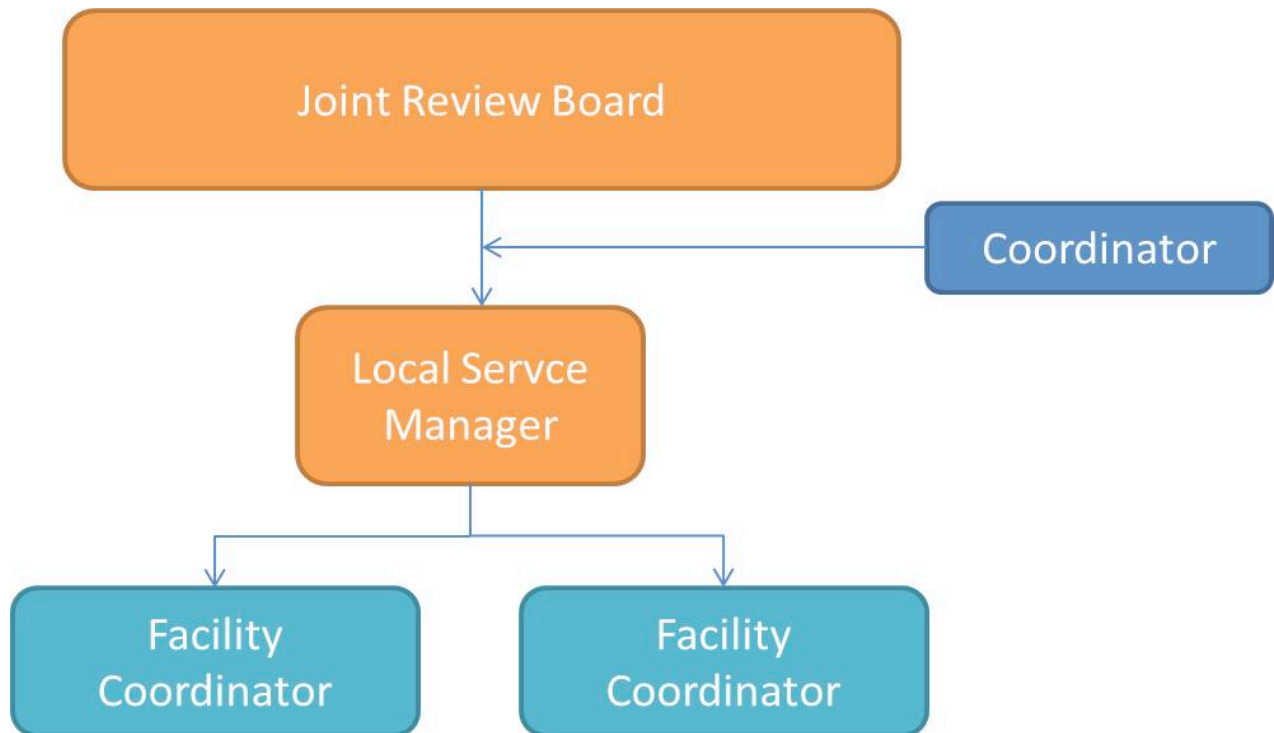 Joint Review Board
Coordinator
Local Servce
Manager
Facility
Coordinator
Facility
Coordinator